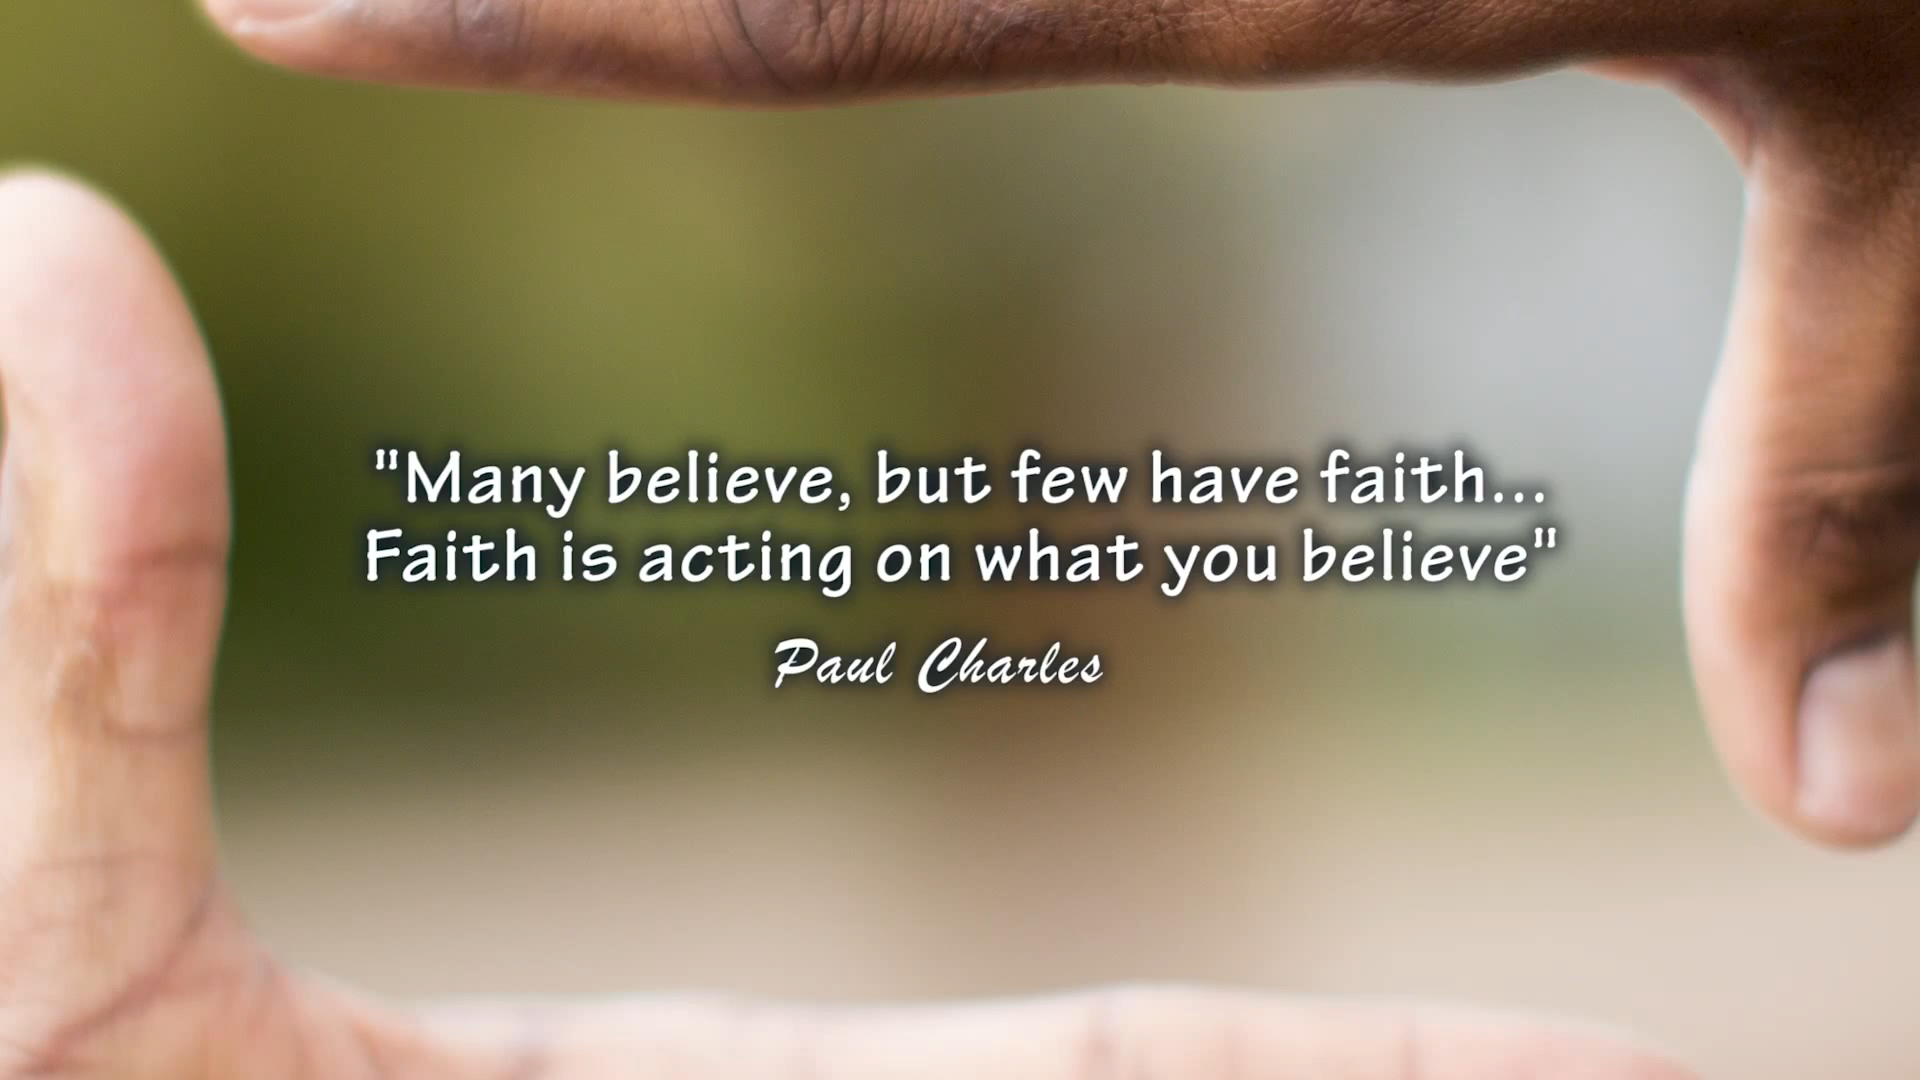 "Many believe, but few have faith...
Faith is acting on what you believe"
Paul Charles